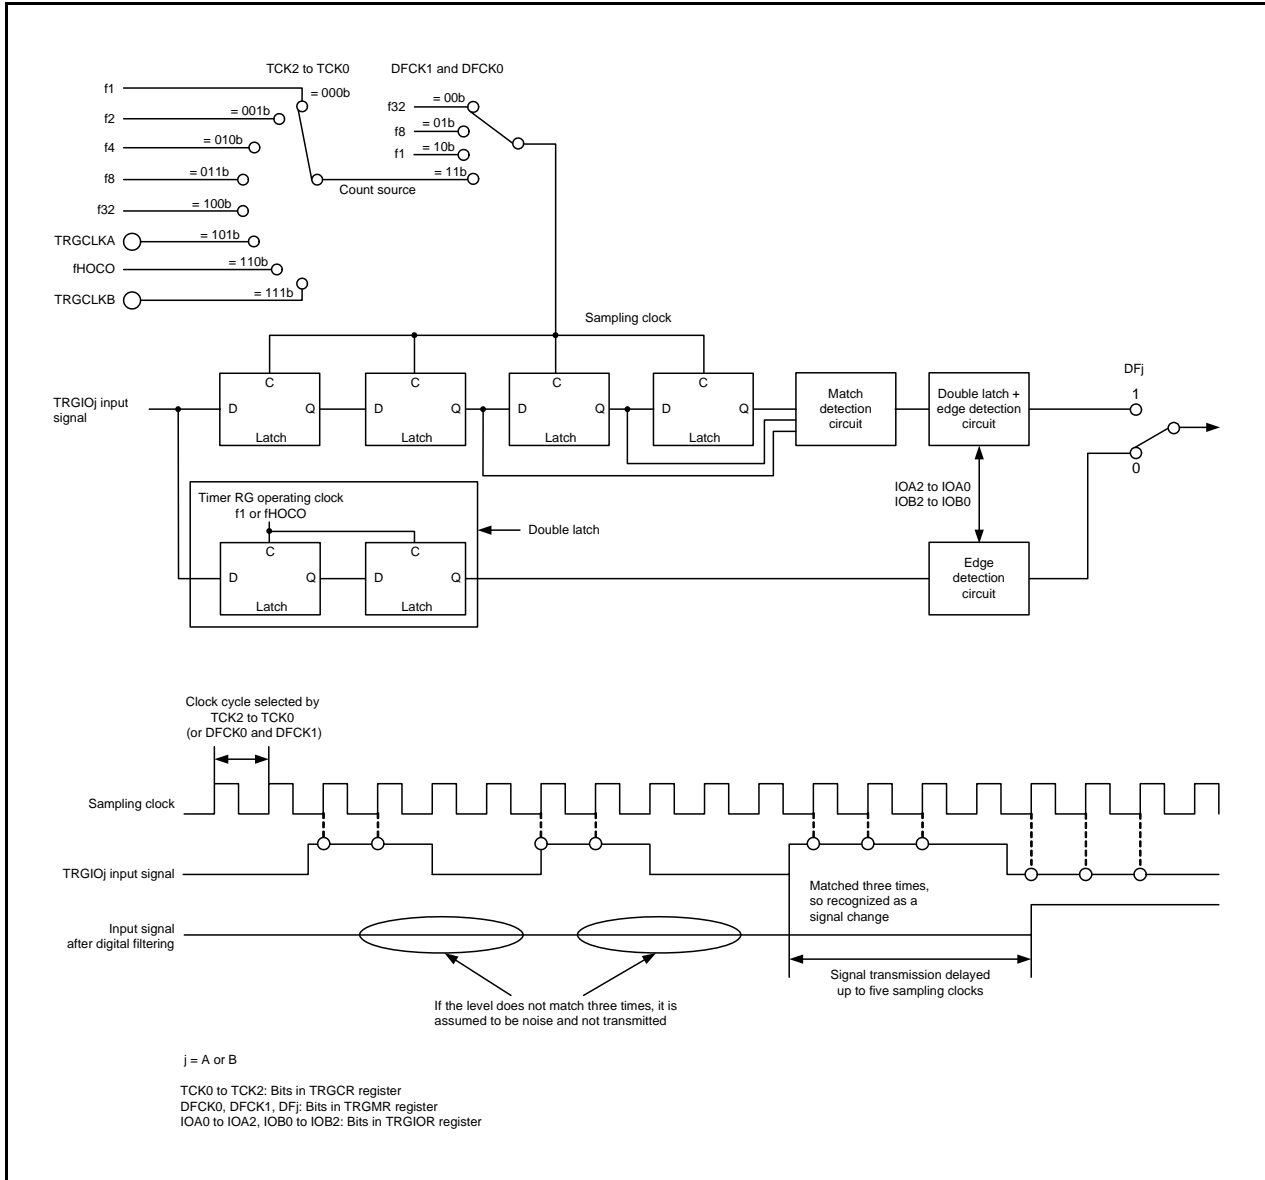 TCK2 to TCK0
DFCK1 and DFCK0
f1
= 000b
f2
= 001b
f4
= 010b
f8
= 011b
f32
= 100b
TRGCLKA
= 101b
fHOCO
= 110b
TRGCLKB
= 111b
Count source
f32
= 00b
f8
= 01b
f1
= 10b
= 11b
Sampling clock
TRGIOj input
signal
C
D
Q
Latch
C
D
Q
Latch
C
D
Q
Latch
C
D
Q
Latch
Match
detection
circuit
Double latch +
edge detection
circuit
DFj
1
0
IOA2 to IOA0
IOB2 to IOB0
Timer RG operating clock
f1 or fHOCO
C
D
Q
Latch
C
D
Q
Latch
Double latch
Edge
detection
circuit
Clock cycle selected by
TCK2 to TCK0
(or DFCK0 and DFCK1)
Sampling clock
TRGIOj input signal
Matched three times,
so recognized as a
signal change
Input signal
after digital filtering
Signal transmission delayed
up to five sampling clocks
If the level does not match three times, it is
assumed to be noise and not transmitted
j = A or B
TCK0 to TCK2: Bits in TRGCR register
DFCK0, DFCK1, DFj: Bits in TRGMR register
IOA0 to IOA2, IOB0 to IOB2: Bits in TRGIOR register